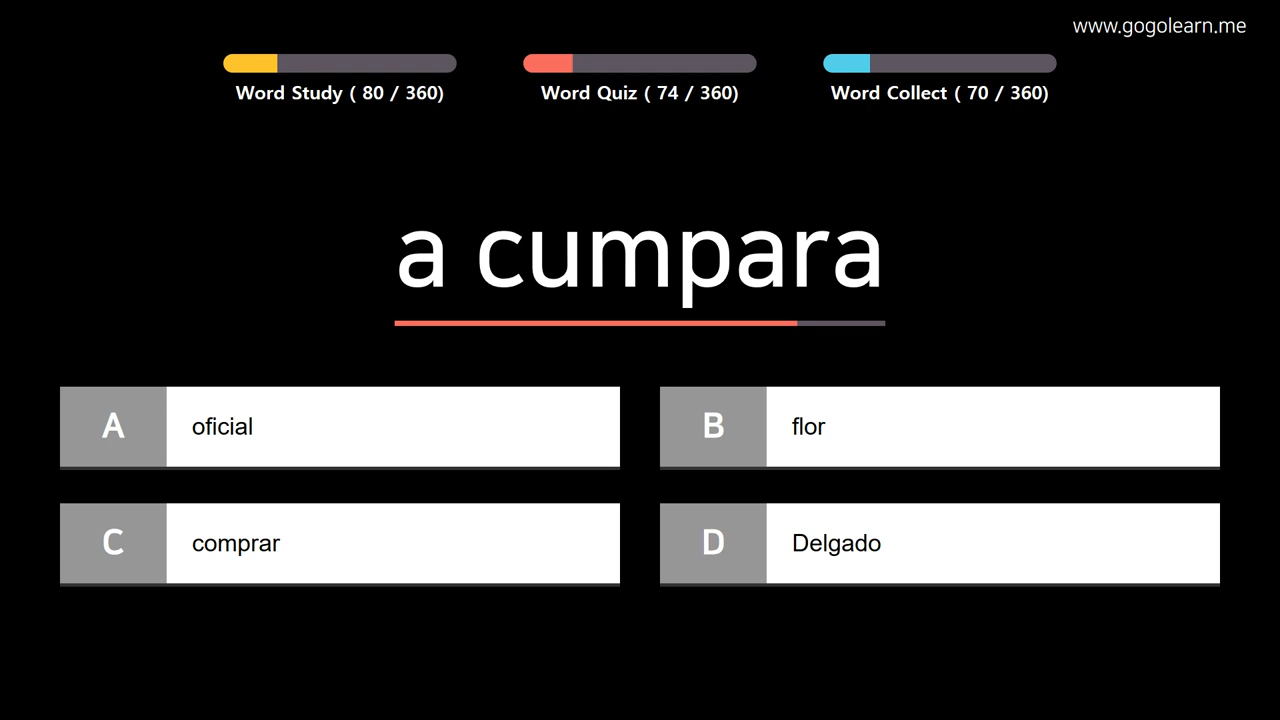 www.gogolearn.me
Word Study ( 80 / 360)
Word Quiz ( 74 / 360)
Word Collect ( 70 / 360)
a cumpara
A oficial
B flor
C comprar
D Delgado